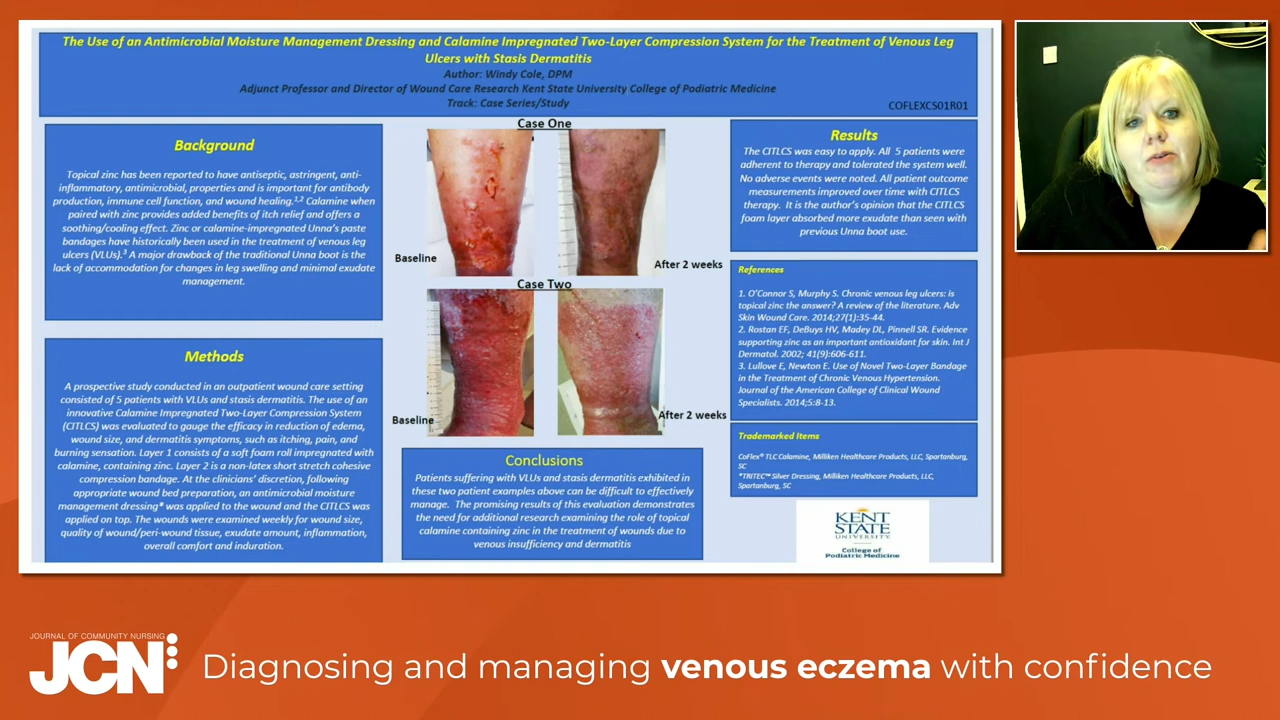 The Use of an Antimicrobial Moisture Management Dressing and Calamine Impregnated Two-Layer Compression System for the Treatment of Venous Leg
Ulcers with Stasis Dermatitis
Author: Windy Cole, DPM
Adjunct Professor and Director of Wound Care Research Kent State University College of Podiatric Medicine
Track: Case Series/Study
COFLEXCS01R01
Background
Topical zinc has been reported to have antiseptic, astringent, anti-
inflammatory, antimicrobial, properties and is important for antibody
production, immune cell function, and wound healing.1,2 Calamine when
paired with zinc provides added benefits of itch relief and offers a
soothing/cooling effect. Zinc or calamine-impregnated Unna's paste
bandages have historically been used in the treatment of venous leg
ulcers (VLUs).3 A major drawback of the traditional Unna boot is the
lack of accommodation for changes in leg swelling and minimal exudate
management.
Methods
A prospective study conducted in an outpatient wound care setting
consisted of 5 patients with VLUs and stasis dermatitis. The use of an
innovative Calamine Impregnated Two-Layer Compression System
(CITLCS) was evaluated to gauge the efficacy in reduction of edema,
wound size, and dermatitis symptoms, such as itching, pain, and
burning sensation. Layer 1 consists of a soft foam roll impregnated with
calamine, containing zinc. Layer 2 is a non-latex short stretch cohesive
compression bandage. At the clinicians' discretion, following
appropriate wound bed preparation, an antimicrobial moisture
management dressing* was applied to the wound and the CITLCS was
applied on top. The wounds were examined weekly for wound size,
quality of wound/peri-wound tissue, exudate amount, inflammation,
overall comfort and induration.
Case One
Baseline
After 2 weeks
Case Two
Baseline
After 2 weeks
Conclusions
Patients suffering with VLUs and stasis dermatitis exhibited in
these two patient examples above can be difficult to effectively
manage. The promising results of this evaluation demonstrates
the need for additional research examining the role of topical
calamine containing zinc in the treatment of wounds due to
venous insufficiency and dermatitis
Results
The CITLCS was easy to apply. All 5 patients were
adherent to therapy and tolerated the system well.
No adverse events were noted. All patient outcome
measurements improved over time with CITLCS
therapy. It is the author's opinion that the CITLCS
foam layer absorbed more exudate than seen with
previous Unna boot use.
References
1. O'Connor S, Murphy S. Chronic venous leg ulcers: is
topical zinc the answer? A review of the literature. Adv
Skin Wound Care. 2014;27(1):35-44.
2. Rostan EF, DeBuys HV, Madey DL, Pinnell SR. Evidence
supporting zinc as an important antioxidant for skin. Int J
Dermatol. 2002; 41(9):606-611.
3. Lullove E, Newton E. Use of Novel Two-Layer Bandage
in the Treatment of Chronic Venous Hypertension.
Journal of the American College of Clinical Wound
Specialists. 2014;5:8-13.
Trademarked Items
CoFlex® TLC Calamine, Milliken Healthcare Products, LLC, Spartanburg,
SC
*TRITEC™ Silver Dressing, Milliken Healthcare Products, LLC,
Spartanburg, SC
KENT
STATE
UNIVERSITY
College of
Podiatric Medicine
JOURNAL OF COMMUNITY NURSING
JCN
Diagnosing and managing venous eczema with confidence